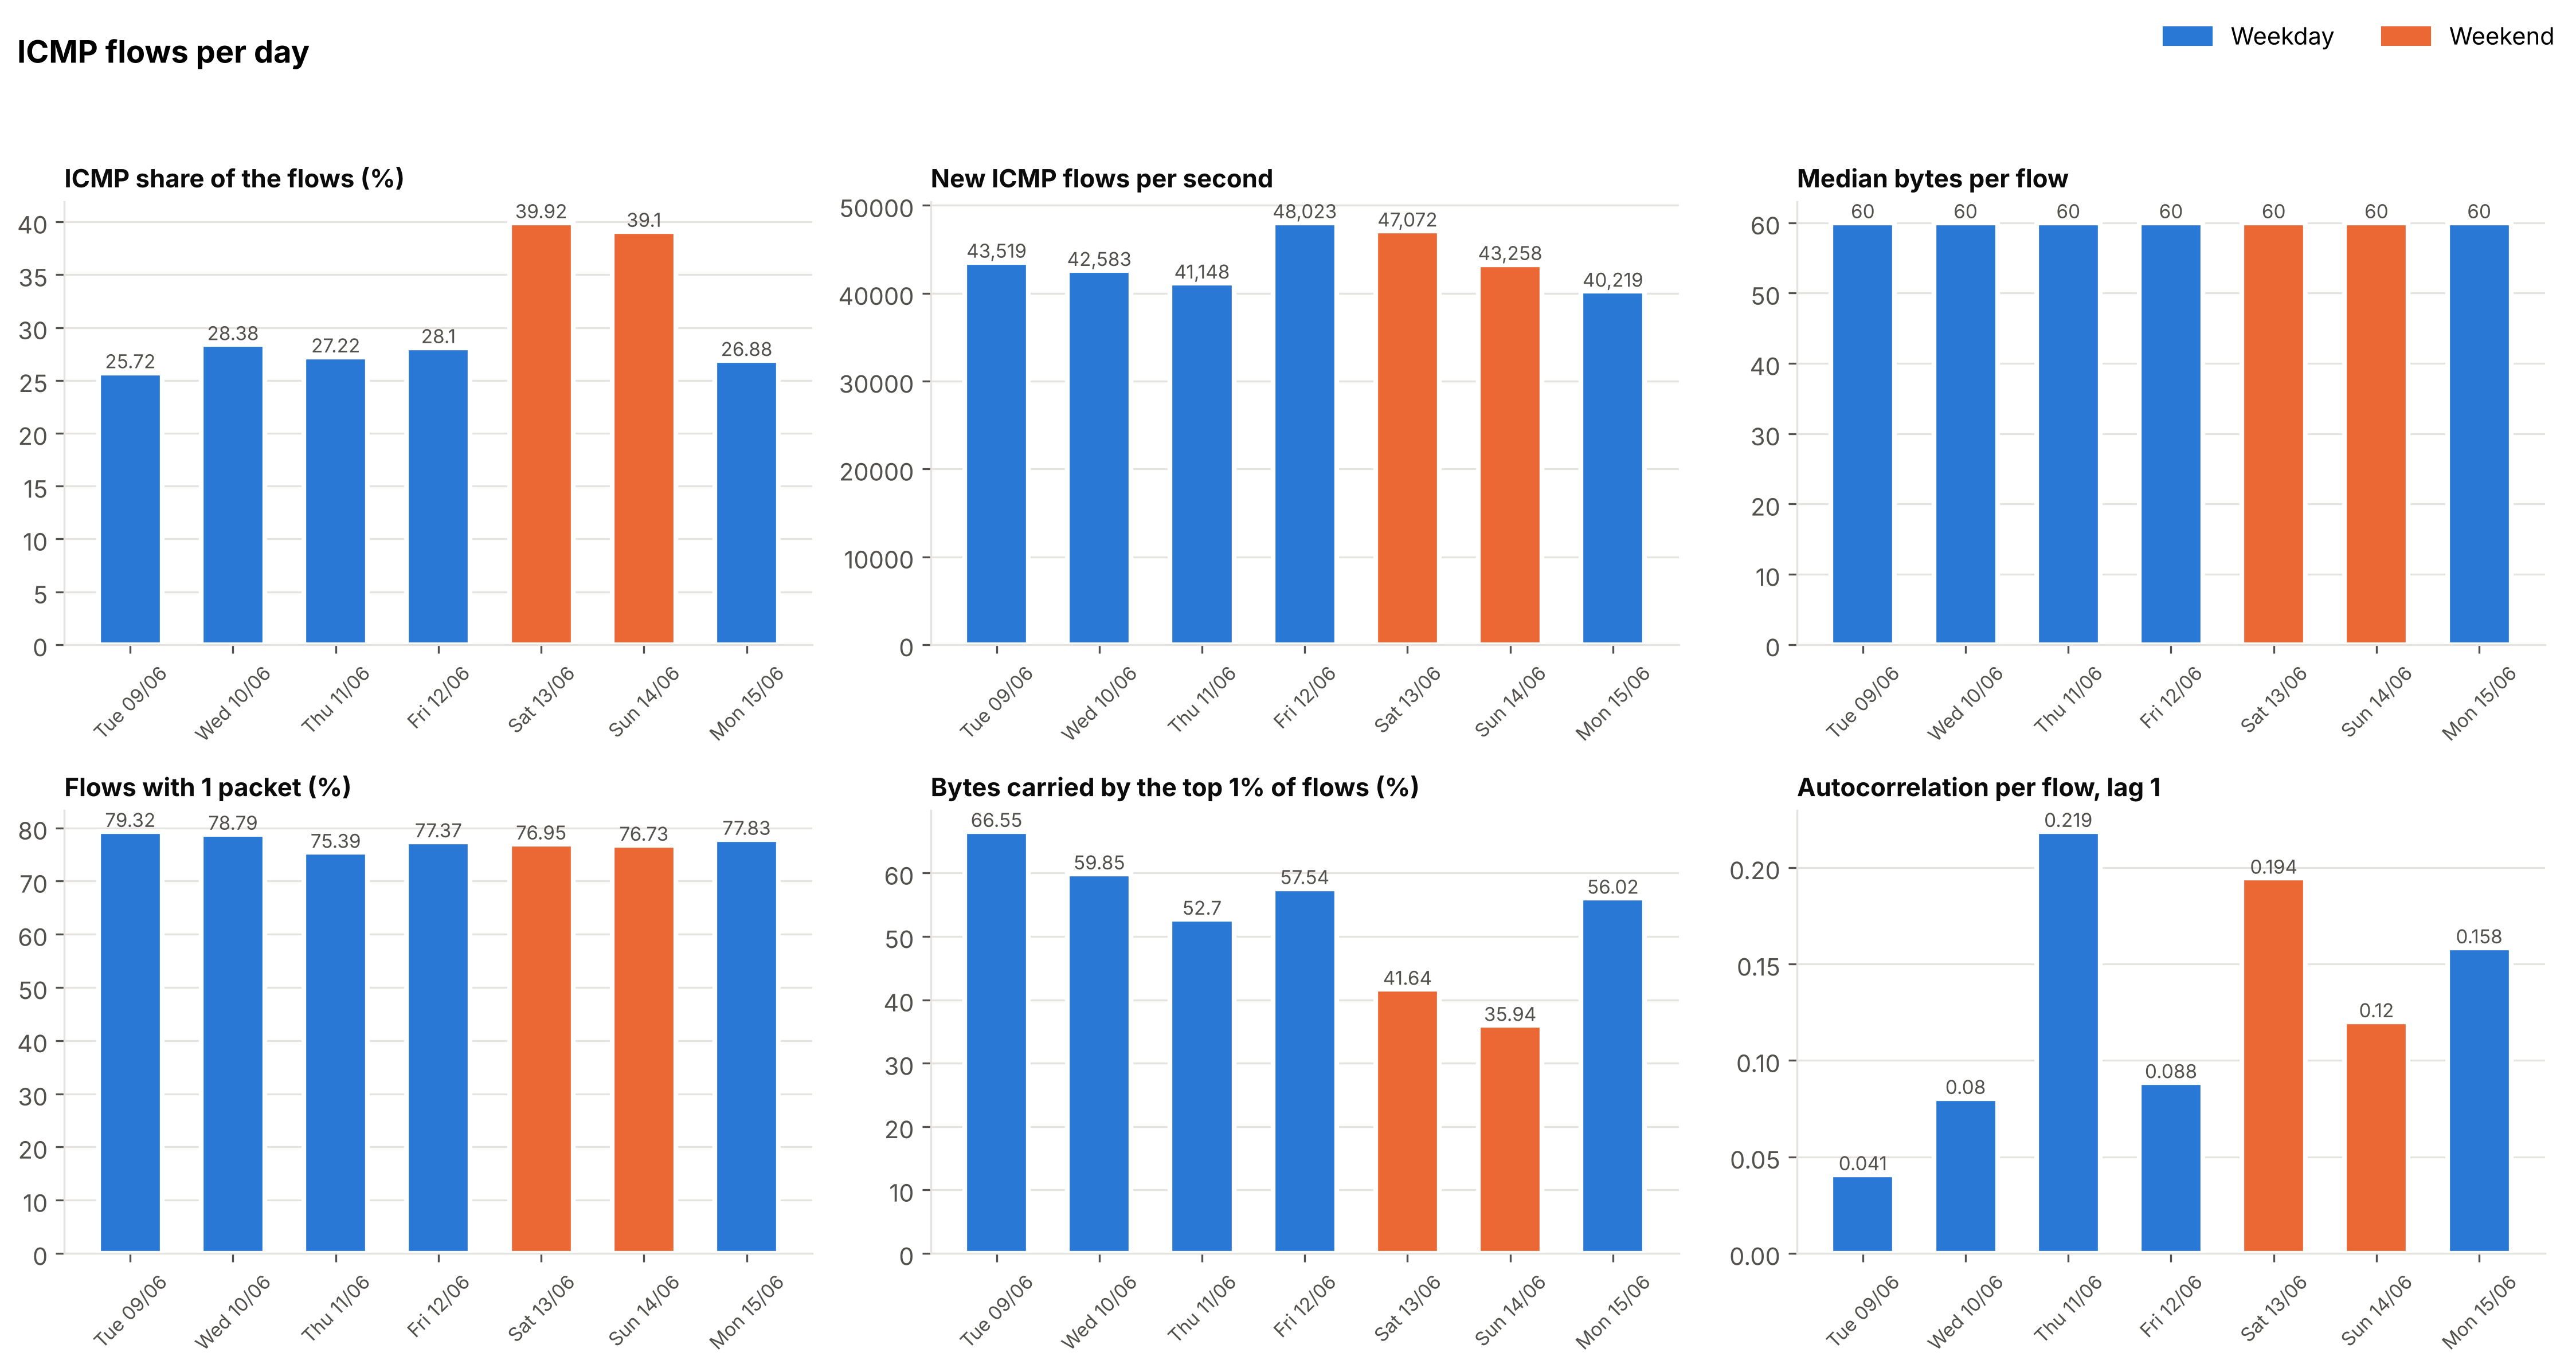 ICMP flows per day
Weekday Weekend
ICMP share of the flows (%)
40
35
30
25
20
15
10
5
0
25.72 28.38 27.22 28.1 39.92 39.1 26.88
Tue 09/06 Wed 10/06 Thu 11/06 Fri 12/06 Sat 13/06 Sun 14/06 Mon 15/06
New ICMP flows per second
50000
40000
30000
20000
10000
0
43,519 42,583 41,148 48,023 47,072 43,258 40,219
Tue 09/06 Wed 10/06 Thu 11/06 Fri 12/06 Sat 13/06 Sun 14/06 Mon 15/06
Median bytes per flow
60
50
40
30
20
10
0
60 60 60 60 60 60 60
Tue 09/06 Wed 10/06 Thu 11/06 Fri 12/06 Sat 13/06 Sun 14/06 Mon 15/06
Flows with 1 packet (%)
80
70
60
50
40
30
20
10
0
79.32 78.79 75.39 77.37 76.95 76.73 77.83
Tue 09/06 Wed 10/06 Thu 11/06 Fri 12/06 Sat 13/06 Sun 14/06 Mon 15/06
Bytes carried by the top 1% of flows (%)
60
50
40
30
20
10
0
66.55 59.85 52.7 57.54 41.64 35.94 56.02
Tue 09/06 Wed 10/06 Thu 11/06 Fri 12/06 Sat 13/06 Sun 14/06 Mon 15/06
Autocorrelation per flow, lag 1
0.20
0.15
0.10
0.05
0.00
0.041 0.08 0.219 0.088 0.194 0.12 0.158
Tue 09/06 Wed 10/06 Thu 11/06 Fri 12/06 Sat 13/06 Sun 14/06 Mon 15/06